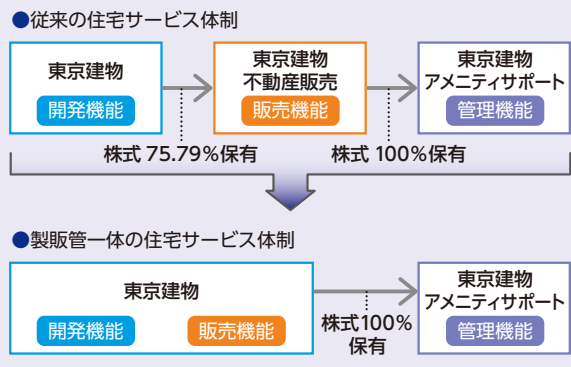 ●従来の住宅サービス体制
東京建物
開発機能
東京建物
不動産販売
販売機能
東京建物
アメニティサポート
管理機能
株式 75.79%保有
株式 100%保有
●製販管一体の住宅サービス体制
東京建物
開発機能
販売機能
株式100%
保有
東京建物
アメニティサポート
管理機能